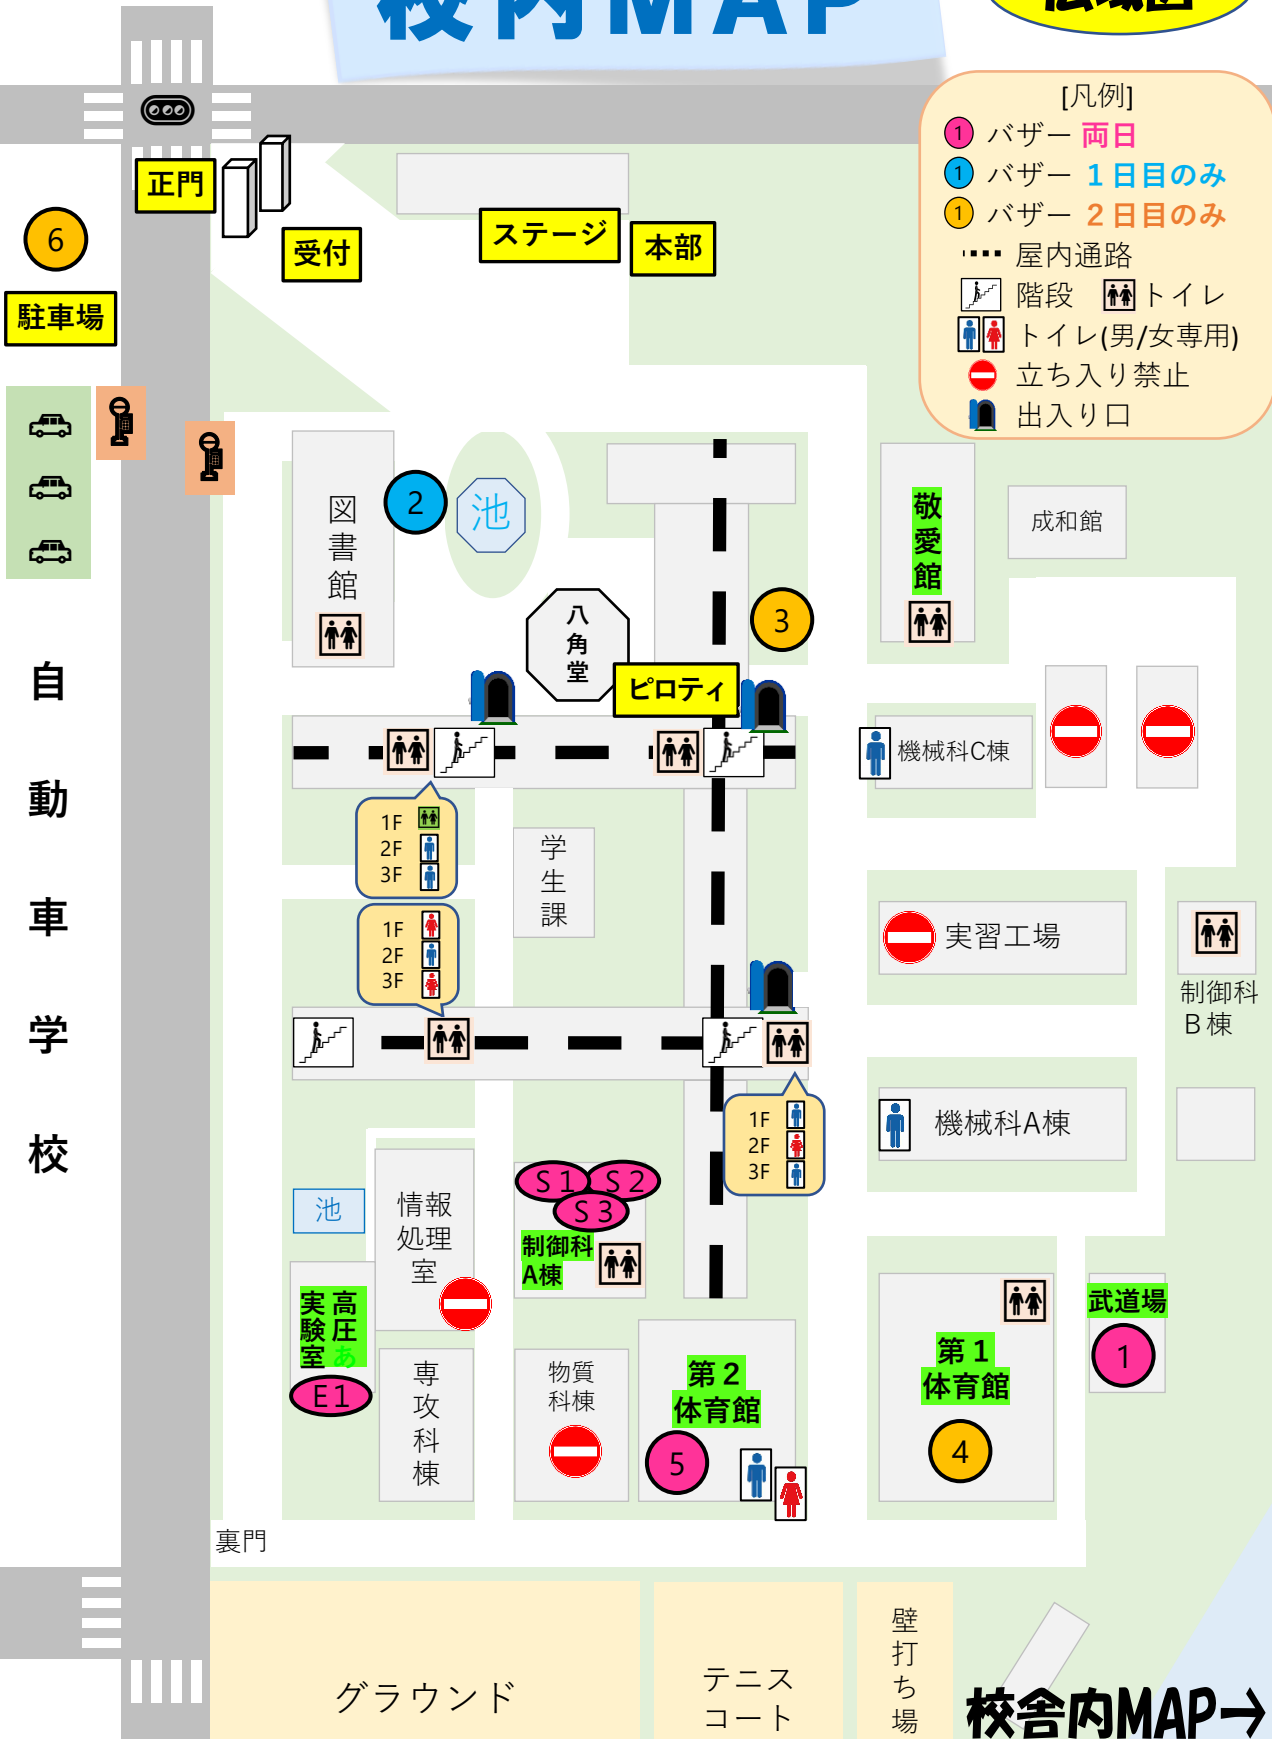 校内MAP
広域図
[凡例]
1 バザー 両日
1 バザー 1日目のみ
1 バザー 2日目のみ
屋内通路
階段 トイレ
トイレ(男/女専用)
立ち入り禁止
出入り口
正門
受付
ステージ
本部
6
駐車場
自動車学校
図書館
2
池
敬愛館
成和館
八角堂
3
ピロティ
機械科C棟
1F
2F
3F
学生課
1F
2F
3F
実習工場
制御科
B棟
1F
2F
3F
機械科A棟
池
情報
処理
室
S1 S2
S3
制御科
A棟
高圧あ
実験室
E1
専攻科棟
物質
科棟
第2
体育館
5
第1
体育館
4
武道場
1
裏門
グラウンド
テニス
コート
壁打ち場
校舎内MAP→